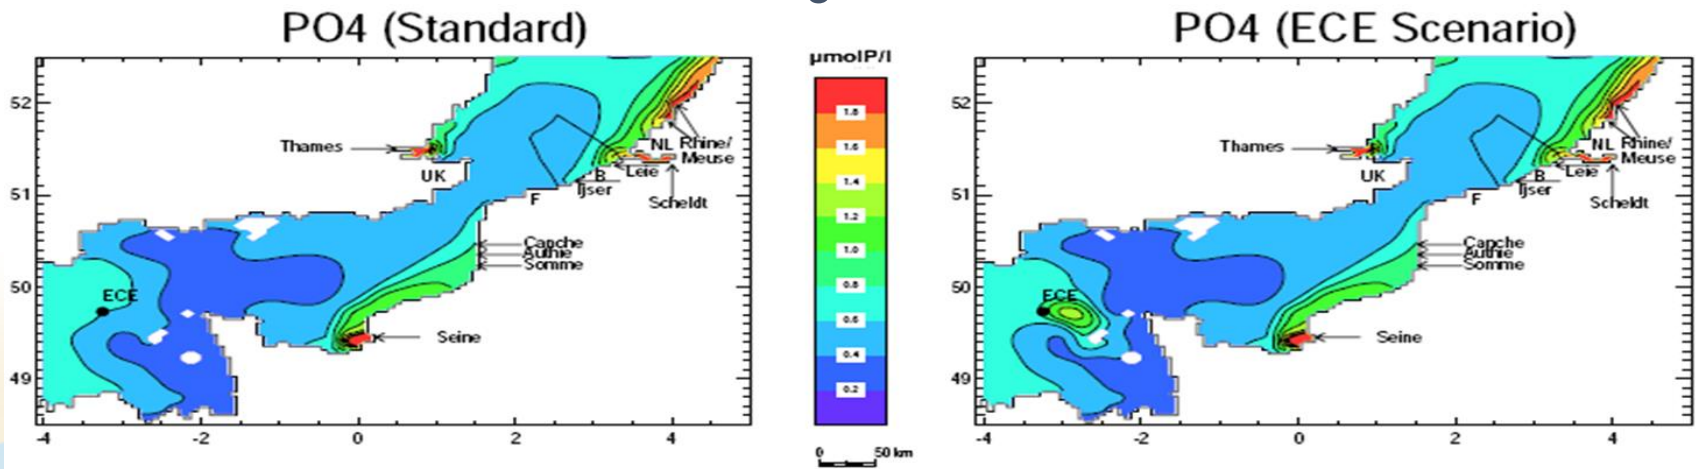 PO4 (Standard)
52
51
50
49
-4
-2
0
2
4
Thames
UK
NL
Rhine/
Meuse
B
Leie
Ijser
F
Scheldt
Canche
Authie
Somme
ECE
Seine
µmolP/l
1.8
1.6
1.4
1.2
1.0
0.8
0.6
0.4
0.2
0 50 km
PO4 (ECE Scenario)
52
51
50
49
-4
-2
0
2
4
Thames
UK
NL
Rhine/
Meuse
B
Leie
Ijser
F
Scheldt
Canche
Authie
Somme
ECE
Seine